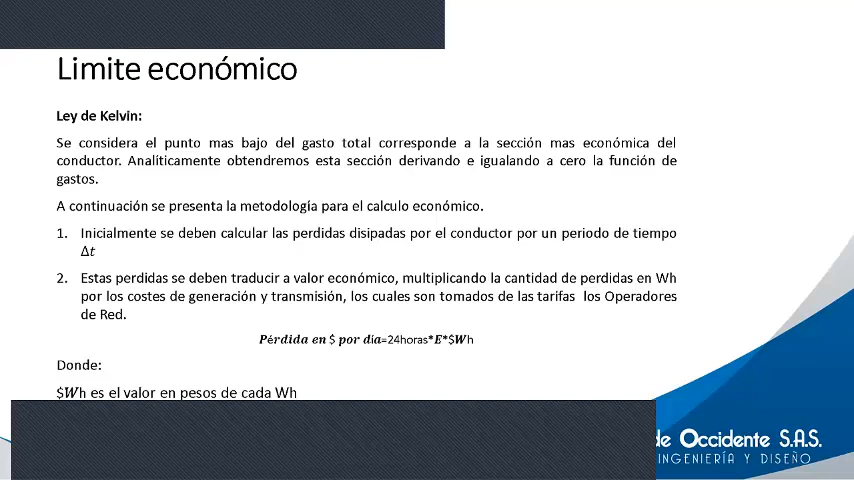 Limite económico
Ley de Kelvin:
Se considera el punto mas bajo del gasto total corresponde a la sección mas económica del
conductor. Analíticamente obtendremos esta sección derivando e igualando a cero la función de
gastos.
A continuación se presenta la metodología para el calculo económico.
1. Inicialmente se deben calcular las perdidas disipadas por el conductor por un periodo de tiempo
Δt
2. Estas perdidas se deben traducir a valor económico, multiplicando la cantidad de perdidas en Wh
por los costes de generación y transmisión, los cuales son tomados de las tarifas los Operadores
de Red.
Pérdida en $ por día=24horas*E*$Wh
Donde:
$Wh es el valor en pesos de cada Wh
de Occidente S.A.S.
INGENIERÍA Y DISEÑO